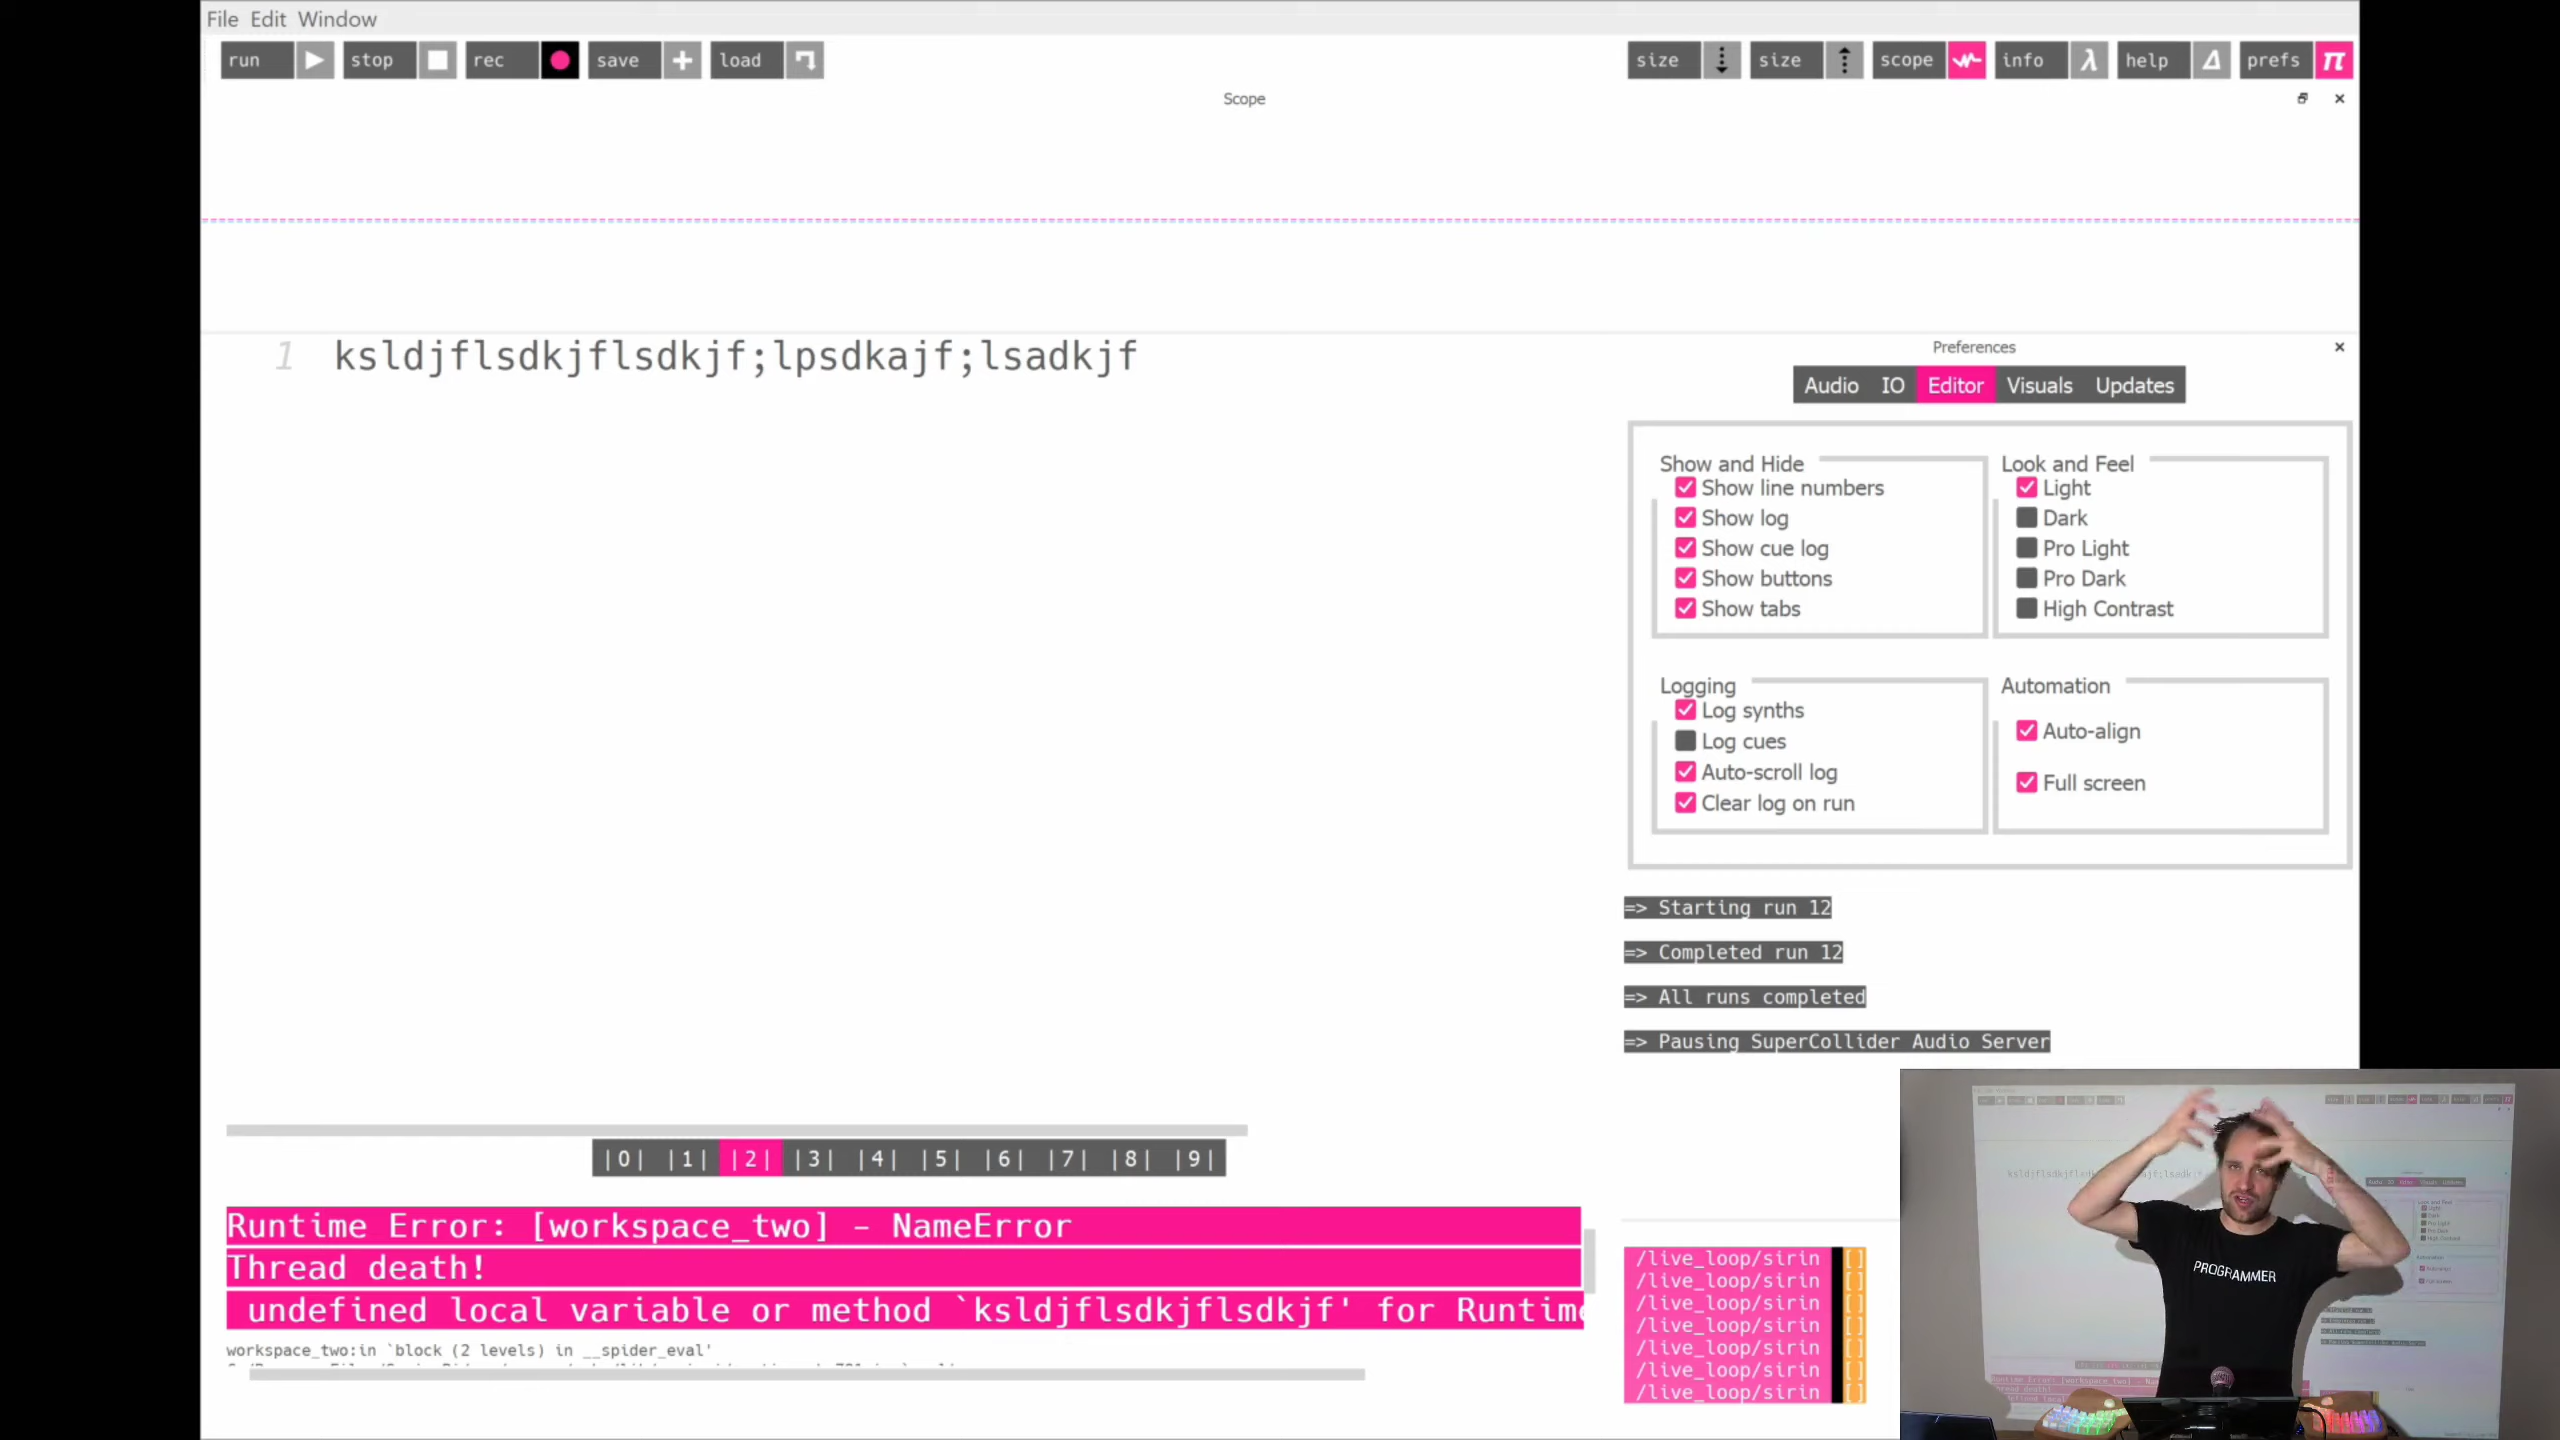 File Edit Window
run stop rec save load
size size scope info help prefs
Scope
1 ksldjflsdkjflsdkjf;lpsdkajf;lsadkjf
Preferences
Audio IO Editor Visuals Updates
Show and Hide
Show line numbers
Show log
Show cue log
Show buttons
Show tabs
Look and Feel
Light
Dark
Pro Light
Pro Dark
High Contrast
Logging
Log synths
Log cues
Auto-scroll log
Clear log on run
Automation
Auto-align
Full screen
=> Starting run 12
=> Completed run 12
=> All runs completed
=> Pausing SuperCollider Audio Server
|0| |1| |2| |3| |4| |5| |6| |7| |8| |9|
Runtime Error: [workspace_two] - NameError
Thread death!
undefined local variable or method `ksldjflsdkjflsdkjf' for Runtime
workspace_two:in `block (2 levels) in __spider_eval'
/live_loop/sirin []
/live_loop/sirin []
/live_loop/sirin []
/live_loop/sirin []
/live_loop/sirin []
/live_loop/sirin []
/live_loop/sirin []
PROGRAMMER